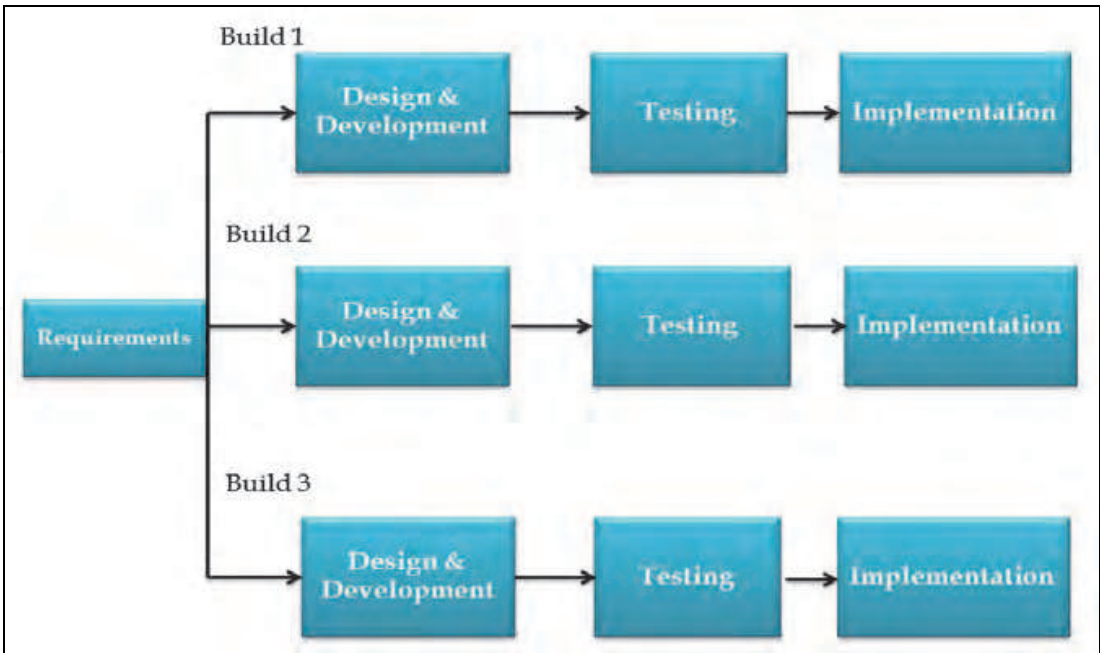 Build 1
Design &
Development
Testing
Implementation
Build 2
Requirements
Design &
Development
Testing
Implementation
Build 3
Design &
Development
Testing
Implementation